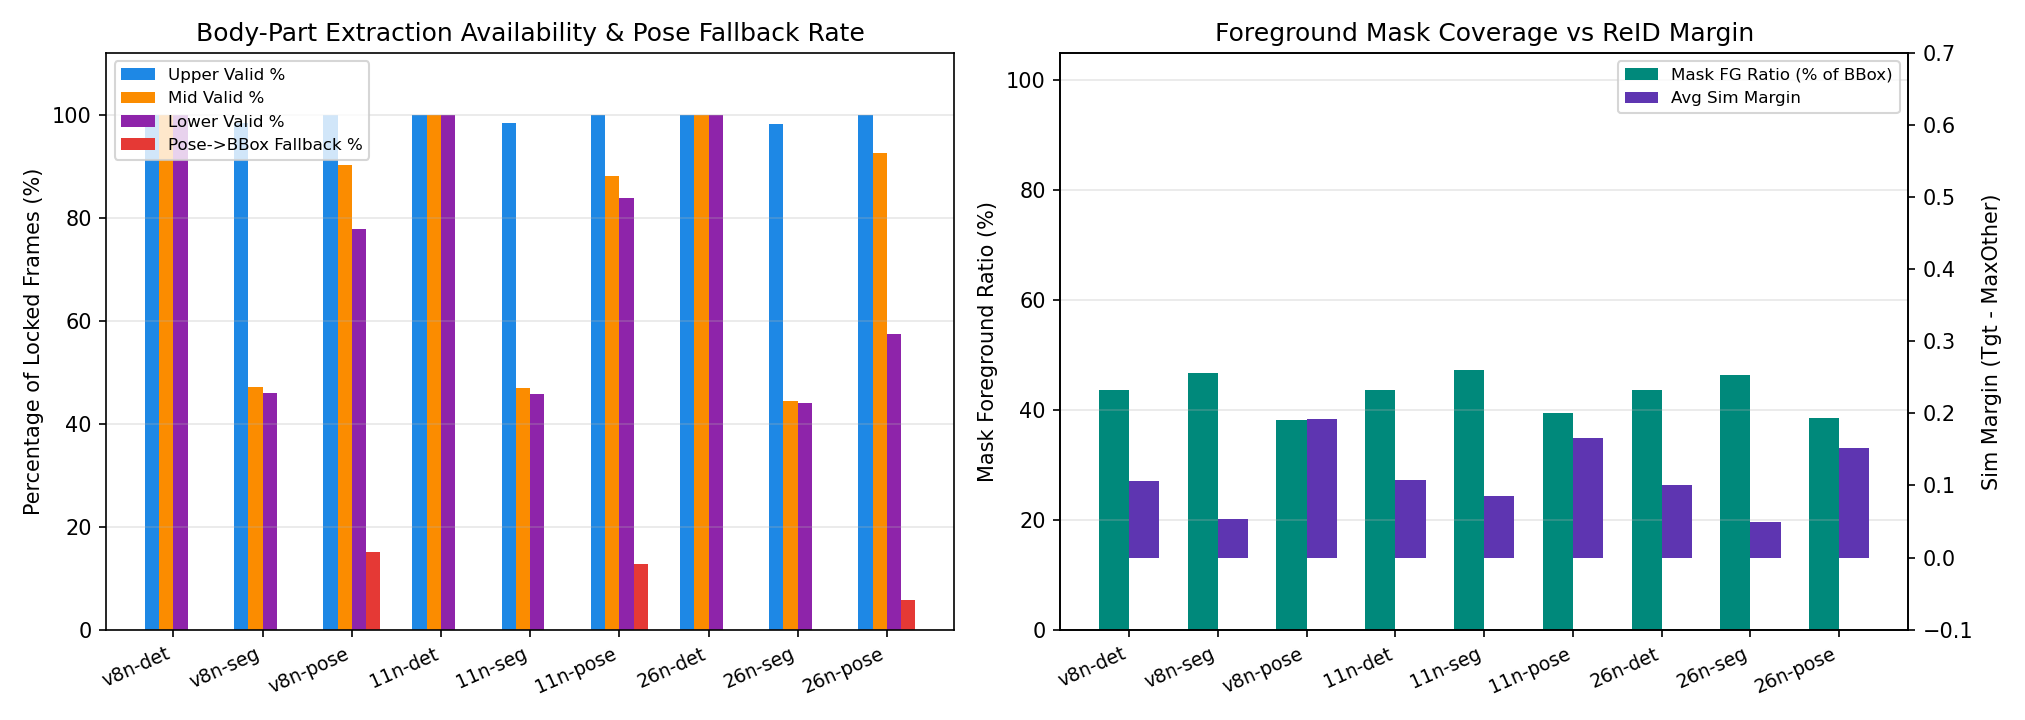 Body-Part Extraction Availability & Pose Fallback Rate
Upper Valid %
Mid Valid %
Lower Valid %
Pose->BBox Fallback %
Percentage of Locked Frames (%)
100
80
60
40
20
0
v8n-det
v8n-seg
v8n-pose
11n-det
11n-seg
11n-pose
26n-det
26n-seg
26n-pose
Foreground Mask Coverage vs ReID Margin
Mask FG Ratio (% of BBox)
Avg Sim Margin
Mask Foreground Ratio (%)
100
80
60
40
20
0
v8n-det
v8n-seg
v8n-pose
11n-det
11n-seg
11n-pose
26n-det
26n-seg
26n-pose
0.7
0.6
0.5
0.4
0.3
0.2
0.1
0.0
−0.1
Sim Margin (Tgt - MaxOther)